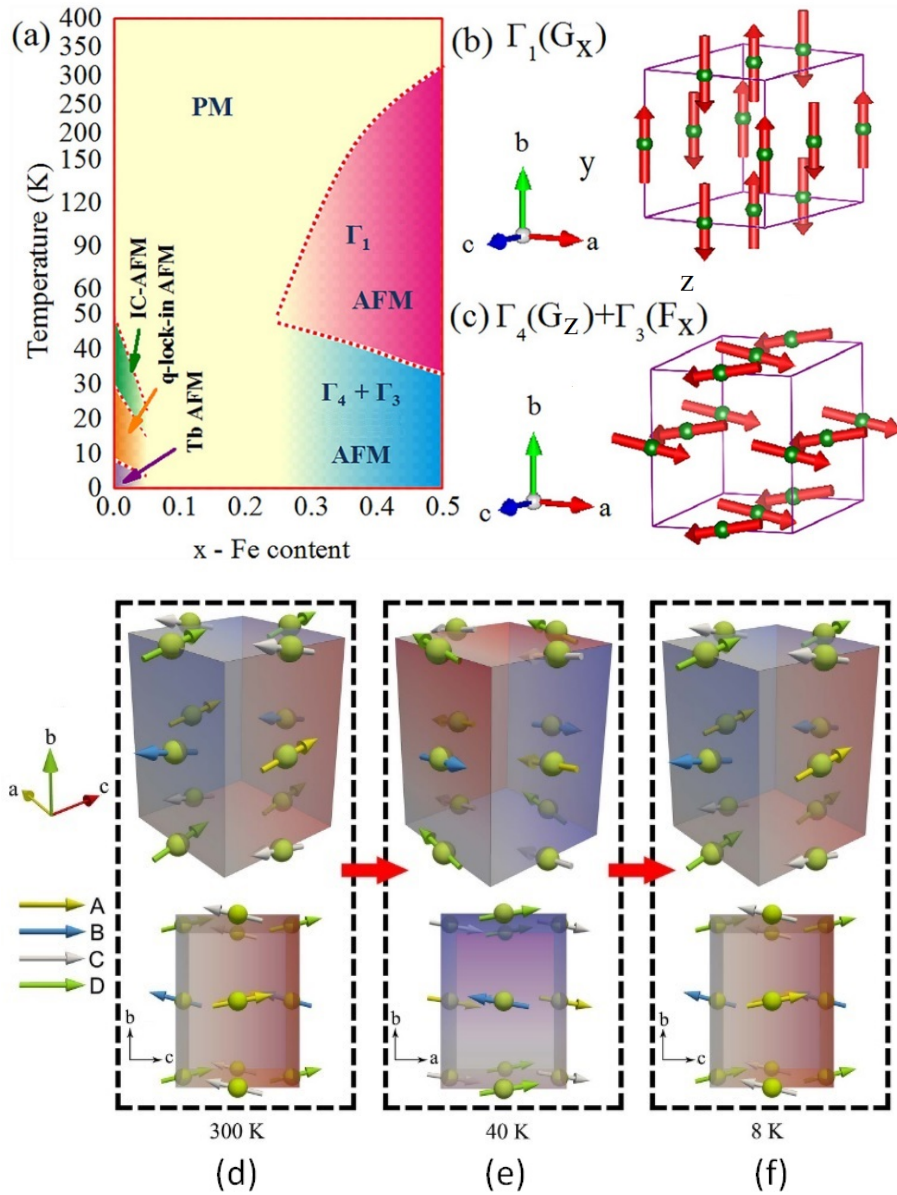 (a)
400
350
300
250
200
150
120
90
60
50
40
30
20
10
0
Temperature (K)
PM
Γ₁
AFM
Γ₄ + Γ₃
AFM
IC-AFM
q-lock-in AFM
Tb AFM
0.0 0.1 0.2 0.3 0.4 0.5
x - Fe content
(b) Γ₁(Gₓ)
b
y
c
a
z
(c) Γ₄(G_Z)+Γ₃(Fₓ)
b
c
a
b
a
c
A
B
C
D
b
c
b
a
b
c
300 K
40 K
8 K
(d)
(e)
(f)